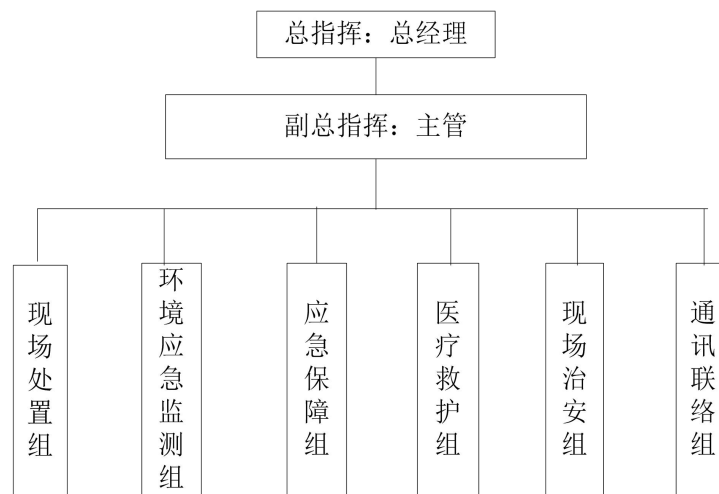 总指挥：总经理
副总指挥：主管
现场处置组
环境应急监测组
应急保障组
医疗救护组
现场治安组
通讯联络组